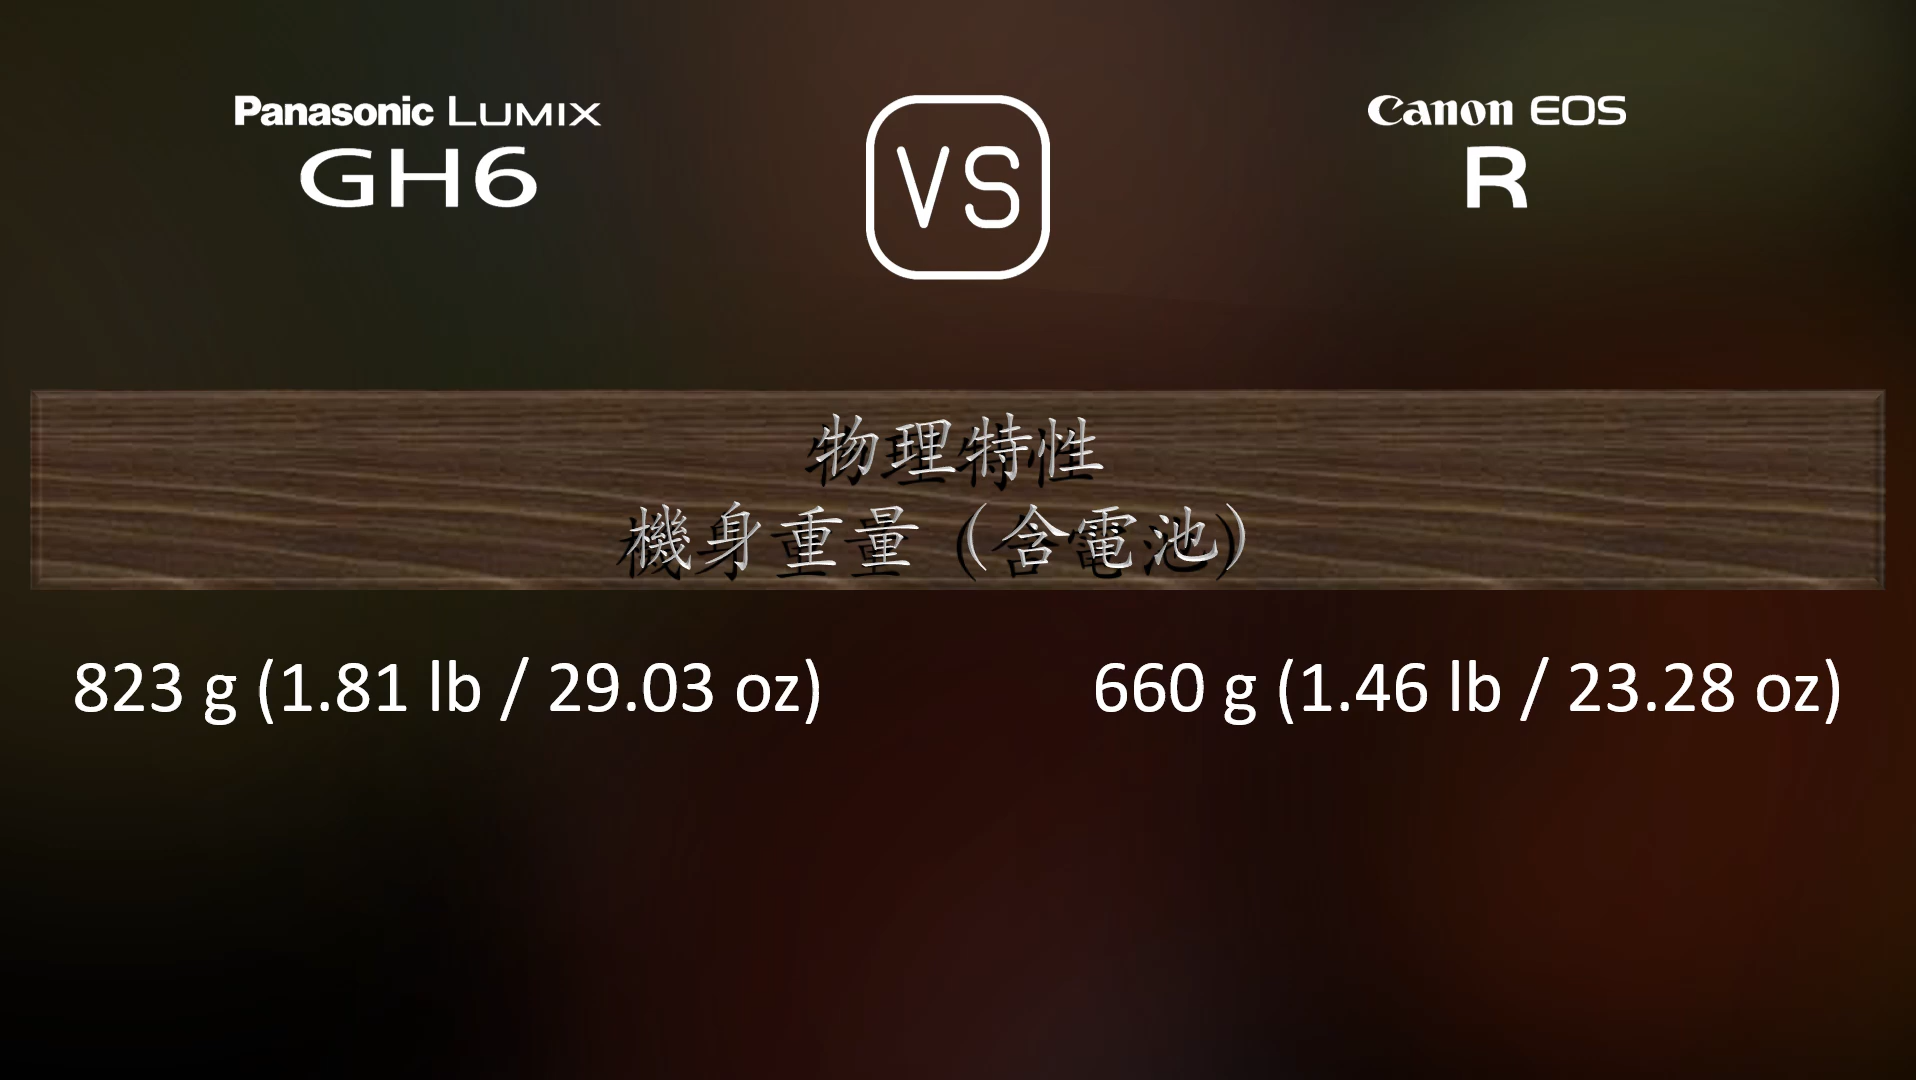 Panasonic LUMIX
GH6
VS
Canon EOS
R
物理特性
機身重量（含電池）
823 g (1.81 lb / 29.03 oz)
660 g (1.46 lb / 23.28 oz)